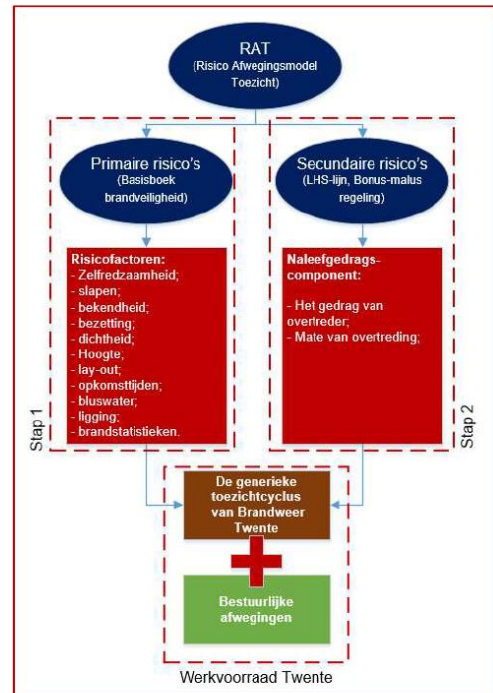 RAT
(Risico Afwegingsmodel
Toezicht)
Primaire risico's
(Basisboek
brandveiligheid)
Secundaire risico's
(LHS-lijn, Bonus-malus
regeling)
Risicofactoren:
- Zelfredzaamheid;
- slapen;
- bekendheid;
- bezetting;
- dichtheid;
- Hoogte;
- lay-out;
- opkomsttijden;
- bluswater;
- ligging;
- brandstatistieken.
Stap 1
Naleefgedrags-
component:
- Het gedrag van
overtreder;
- Mate van overtreding;
Stap 2
De generieke
toezichtcyclus
van Brandweer
Twente
Bestuurlijke
afwegingen
Werkvoorraad Twente